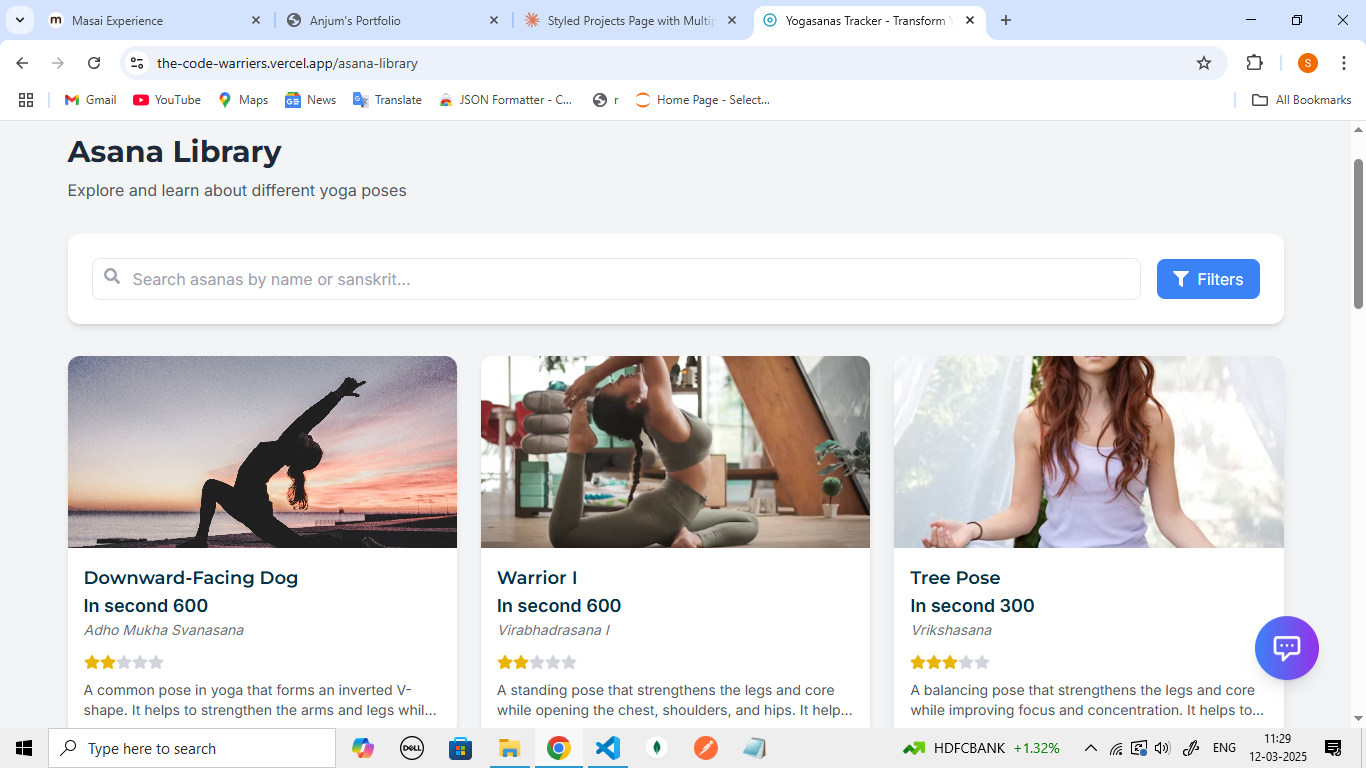 m Masai Experience
Anjum's Portfolio
Styled Projects Page with Multip
Yogasanas Tracker - Transform Y
the-code-warriers.vercel.app/asana-library
S
Gmail
YouTube
Maps
News
Translate
JSON Formatter - C...
r
Home Page - Select...
All Bookmarks
Asana Library
Explore and learn about different yoga poses
Search asanas by name or sanskrit...
Filters
Downward-Facing Dog
In second 600
Adho Mukha Svanasana
A common pose in yoga that forms an inverted V-
shape. It helps to strengthen the arms and legs whil...
Warrior I
In second 600
Virabhadrasana I
A standing pose that strengthens the legs and core
while opening the chest, shoulders, and hips. It help...
Tree Pose
In second 300
Vrikshasana
A balancing pose that strengthens the legs and core
while improving focus and concentration. It helps to...
Type here to search
DELL
HDFCBANK +1.32%
ENG
11:29
12-03-2025